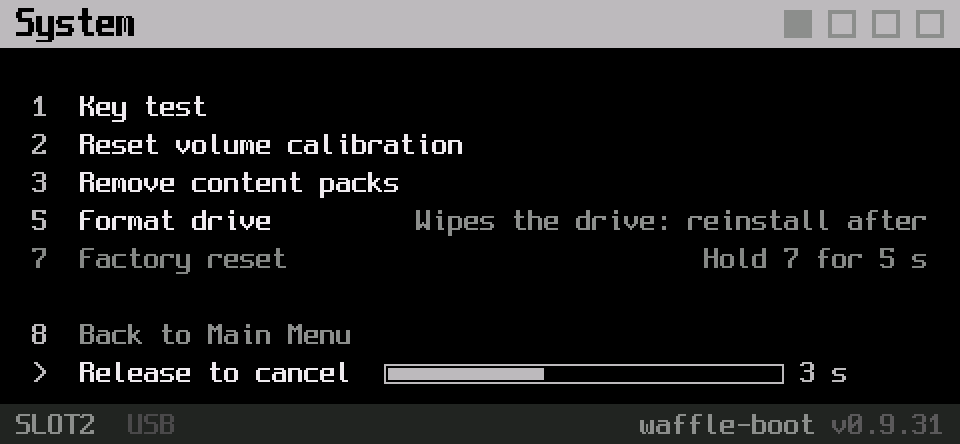 System
1 Key test
2 Reset volume calibration
3 Remove content packs
5 Format drive Wipes the drive: reinstall after
7 Factory reset Hold 7 for 5 s
8 Back to Main Menu
> Release to cancel 3 s
SLOT2 USB waffle-boot v0.9.31